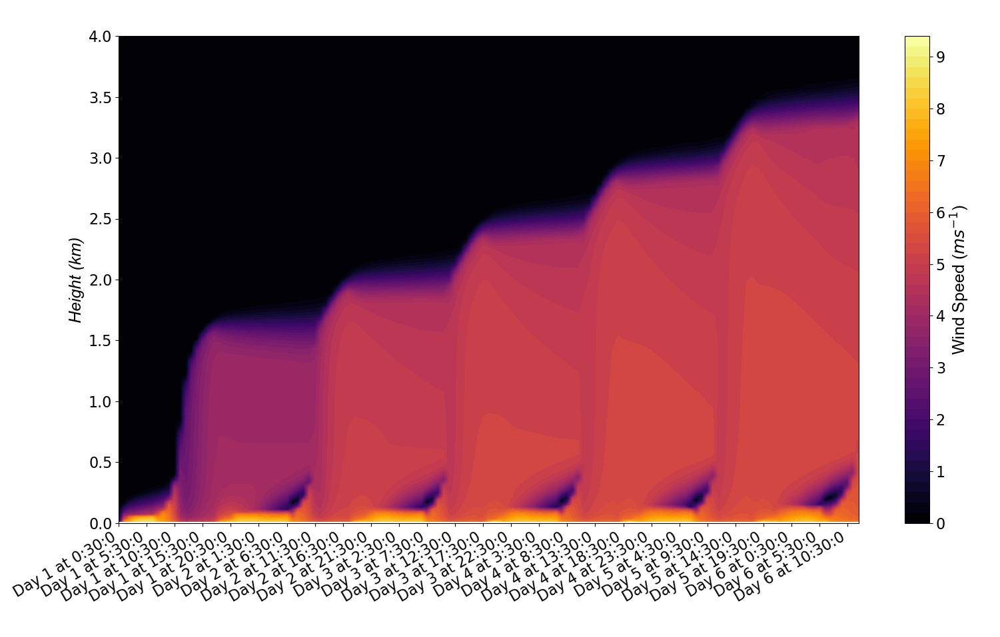 4.0
3.5
3.0
2.5
2.0
1.5
1.0
0.5
0.0
Height (km)
Day 1 at 0:30:0
Day 1 at 5:30:0
Day 1 at 10:30:0
Day 1 at 15:30:0
Day 1 at 20:30:0
Day 2 at 1:30:0
Day 2 at 6:30:0
Day 2 at 11:30:0
Day 2 at 16:30:0
Day 2 at 21:30:0
Day 3 at 2:30:0
Day 3 at 7:30:0
Day 3 at 12:30:0
Day 3 at 17:30:0
Day 3 at 22:30:0
Day 4 at 3:30:0
Day 4 at 8:30:0
Day 4 at 13:30:0
Day 4 at 18:30:0
Day 4 at 23:30:0
Day 5 at 4:30:0
Day 5 at 9:30:0
Day 5 at 14:30:0
Day 5 at 19:30:0
Day 6 at 0:30:0
Day 6 at 5:30:0
Day 6 at 10:30:0
9
8
7
6
5
4
3
2
1
0
Wind Speed (ms⁻¹)